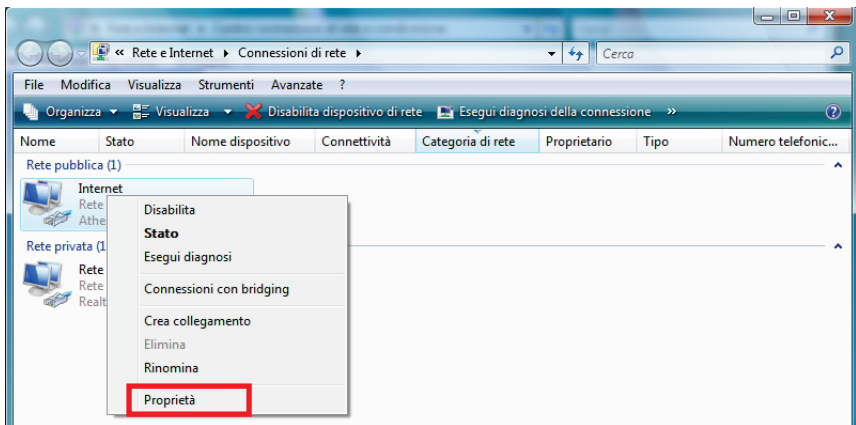 « Rete e Internet ▸ Connessioni di rete ▸ Cerca
File Modifica Visualizza Strumenti Avanzate ?
Organizza Visualizza Disabilita dispositivo di rete Esegui diagnosi della connessione »
Nome Stato Nome dispositivo Connettività Categoria di rete Proprietario Tipo Numero telefonic...
Rete pubblica (1)
Internet
Rete
Athe
Disabilita
Stato
Esegui diagnosi
Rete privata (1
Rete
Rete
Realt
Connessioni con bridging
Crea collegamento
Elimina
Rinomina
Proprietà